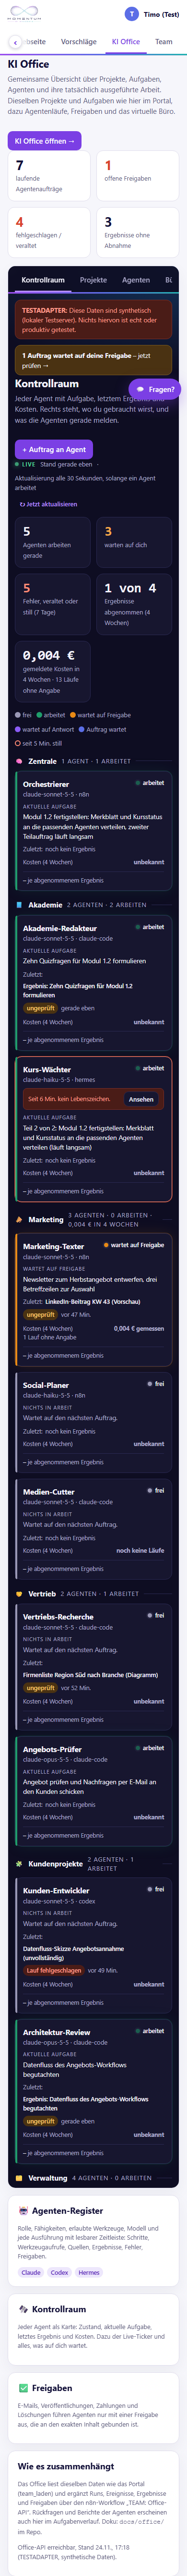 MOMENTUM
T Timo (Test)
ebseite Vorschläge KI Office Team
KI Office
Gemeinsame Übersicht über Projekte, Aufgaben,
Agenten und ihre tatsächlich ausgeführte Arbeit.
Dieselben Projekte und Aufgaben wie hier im Portal,
dazu Agentenläufe, Freigaben und das virtuelle Büro.
KI Office öffnen →
7
laufende
Agentenaufträge
1
offene Freigaben
4
fehlgeschlagen /
veraltet
3
Ergebnisse ohne
Abnahme
Kontrollraum Projekte Agenten
TESTADAPTER: Diese Daten sind synthetisch
(lokaler Testserver). Nichts hiervon ist echt oder
produktiv getestet.
1 Auftrag wartet auf deine Freigabe – jetzt
prüfen →
Kontrollraum
Jeder Agent mit Aufgabe, letztem
Kosten. Rechts steht, wo du gebraucht wirst, und
was die Agenten gerade melden.
Fragen?
+ Auftrag an Agent
LIVE Stand gerade eben ·
Aktualisierung alle 30 Sekunden, solange ein Agent
arbeitet
↻ Jetzt aktualisieren
5
Agenten arbeiten
gerade
3
warten auf dich
5
Fehler, veraltet oder
still (7 Tage)
1 von 4
Ergebnisse
abgenommen (4
Wochen)
0,004 €
gemeldete Kosten in
4 Wochen · 13 Läufe
ohne Angabe
frei arbeitet wartet auf Freigabe
wartet auf Antwort Auftrag wartet
seit 5 Min. still
Zentrale 1 AGENT · 1 ARBEITET
Orchestrierer arbeitet
claude-sonnet-5-5 · n8n
AKTUELLE AUFGABE
Modul 1.2 fertigstellen: Merkblatt und Kursstatus
an die passenden Agenten verteilen, zweiter
Teilauftrag läuft langsam
Zuletzt: noch kein Ergebnis
Kosten (4 Wochen) unbekannt
– je abgenommenem Ergebnis
Akademie 2 AGENTEN · 2 ARBEITEN
Akademie-Redakteur arbeitet
claude-sonnet-5-5 · claude-code
AKTUELLE AUFGABE
Zehn Quizfragen für Modul 1.2 formulieren
Zuletzt:
Ergebnis: Zehn Quizfragen für Modul 1.2
formulieren
ungeprüft gerade eben
Kosten (4 Wochen) unbekannt
– je abgenommenem Ergebnis
Kurs-Wächter arbeitet
claude-haiku-5-5 · hermes
Seit 6 Min. kein Lebenszeichen. Ansehen
AKTUELLE AUFGABE
Teil 2 von 2: Modul 1.2 fertigstellen: Merkblatt
und Kursstatus an die passenden Agenten
verteilen (läuft langsam)
Zuletzt: noch kein Ergebnis
Kosten (4 Wochen) unbekannt
– je abgenommenem Ergebnis
Marketing 3 AGENTEN · 0 ARBEITEN ·
0,004 € IN 4 WOCHEN
Marketing-Texter wartet auf Freigabe
claude-sonnet-5-5 · n8n
WARTET AUF FREIGABE
Newsletter zum Herbstangebot entwerfen, drei
Betreffzeilen zur Auswahl
Zuletzt: LinkedIn-Beitrag KW 43 (Vorschau)
ungeprüft vor 47 Min.
Kosten (4 Wochen) 0,004 € gemessen
1 Lauf ohne Angabe
– je abgenommenem Ergebnis
Social-Planer frei
claude-haiku-5-5 · n8n
NICHTS IN ARBEIT
Wartet auf den nächsten Auftrag.
Zuletzt: noch kein Ergebnis
Kosten (4 Wochen) unbekannt
– je abgenommenem Ergebnis
Medien-Cutter frei
claude-sonnet-5-5 · claude-code
NICHTS IN ARBEIT
Wartet auf den nächsten Auftrag.
Zuletzt: noch kein Ergebnis
Kosten (4 Wochen) noch keine Läufe
– je abgenommenem Ergebnis
Vertrieb 2 AGENTEN · 1 ARBEITET
Vertriebs-Recherche frei
claude-sonnet-5-5 · claude-code
NICHTS IN ARBEIT
Wartet auf den nächsten Auftrag.
Zuletzt:
Firmenliste Region Süd nach Branche (Diagramm)
ungeprüft vor 52 Min.
Kosten (4 Wochen) unbekannt
– je abgenommenem Ergebnis
Angebots-Prüfer arbeitet
claude-opus-5-5 · claude-code
AKTUELLE AUFGABE
Angebot prüfen und Nachfragen per E-Mail an
den Kunden schicken
Zuletzt: noch kein Ergebnis
Kosten (4 Wochen) unbekannt
– je abgenommenem Ergebnis
Kundenprojekte 2 AGENTEN · 1
ARBEITET
Kunden-Entwickler frei
claude-sonnet-5-5 · codex
NICHTS IN ARBEIT
Wartet auf den nächsten Auftrag.
Zuletzt:
Datenfluss-Skizze Angebotsannahme
(unvollständig)
Lauf fehlgeschlagen vor 49 Min.
Kosten (4 Wochen) unbekannt
– je abgenommenem Ergebnis
Architektur-Review arbeitet
claude-opus-5-5 · claude-code
AKTUELLE AUFGABE
Datenfluss des Angebots-Workflows
begutachten
Zuletzt:
Ergebnis: Datenfluss des Angebots-Workflows
begutachten
ungeprüft gerade eben
Kosten (4 Wochen) unbekannt
– je abgenommenem Ergebnis
Verwaltung 4 AGENTEN · 0 ARBEITEN
Agenten-Register
Rolle, Fähigkeiten, erlaubte Werkzeuge, Modell und
jede Ausführung mit lesbarer Zeitleiste: Schritte,
Werkzeugaufrufe, Quellen, Ergebnisse, Fehler,
Freigaben.
Claude Codex Hermes
Kontrollraum
Jeder Agent als Karte: Zustand, aktuelle Aufgabe,
letztes Ergebnis und Kosten. Dazu der Live-Ticker und
alles, was auf dich wartet.
Freigaben
E-Mails, Veröffentlichungen, Zahlungen und
Löschungen führen Agenten nur mit einer Freigabe
aus, die an den exakten Inhalt gebunden ist.
Wie es zusammenhängt
Das Office liest dieselben Daten wie das Portal
(team_laden) und ergänzt Runs, Ereignisse, Ergebnisse
und Freigaben über den n8n-Workflow „TEAM: Office-
API“. Rückfragen und Berichte der Agenten erscheinen
auch hier im Aufgabenverlauf. Doku: docs/office/
im Repo.
Office-API erreichbar, Stand 24.11., 17:18
(TESTADAPTER, synthetische Daten).